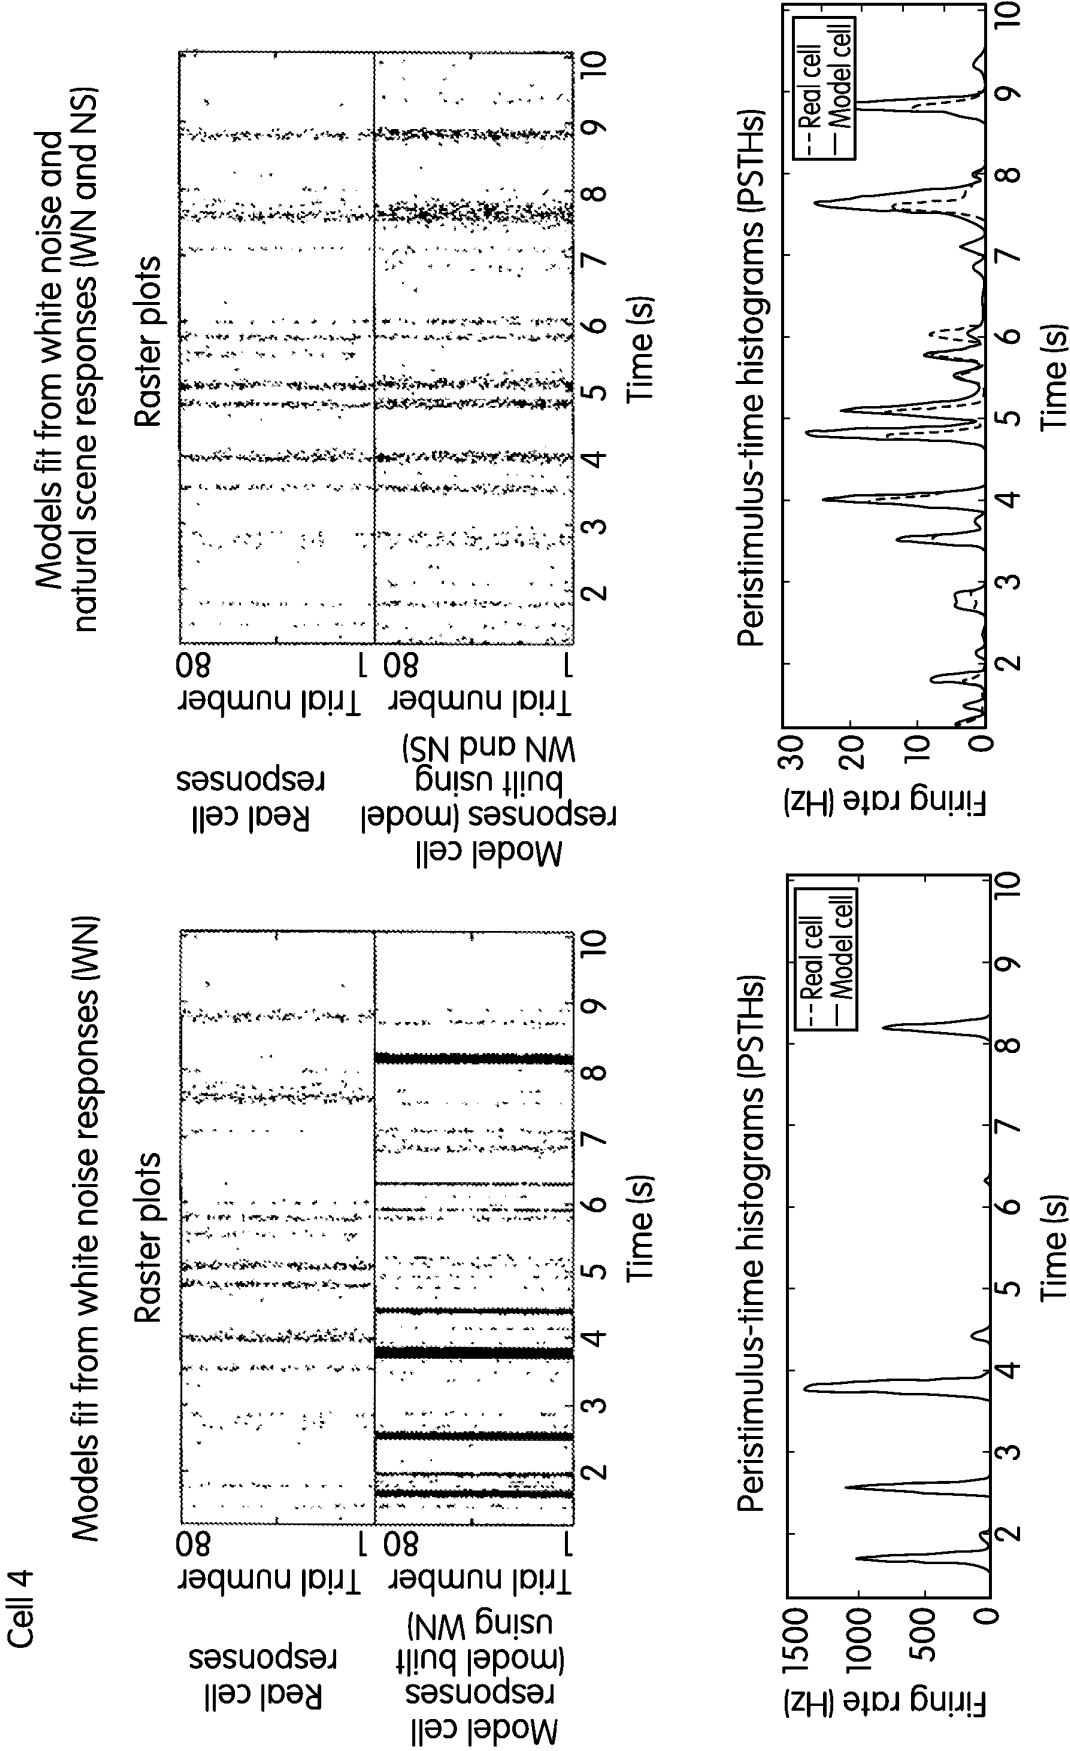 Cell 4
Models fit from white noise responses (WN)
Raster plots
Real cell
responses
Trial number
80
1
Model cell
responses
(model built
using WN)
Trial number
80
1
2 3 4 5 6 7 8 9 10
Time (s)
Peristimulus-time histograms (PSTHs)
Firing rate (Hz)
1500
1000
500
0
Real cell
Model cell
2 3 4 5 6 7 8 9 10
Time (s)
Models fit from white noise and
natural scene responses (WN and NS)
Raster plots
Real cell
responses
Trial number
80
1
Model cell
responses (model
built using
WN and NS)
Trial number
80
1
2 3 4 5 6 7 8 9 10
Time (s)
Peristimulus-time histograms (PSTHs)
Firing rate (Hz)
30
20
10
0
Real cell
Model cell
2 3 4 5 6 7 8 9 10
Time (s)